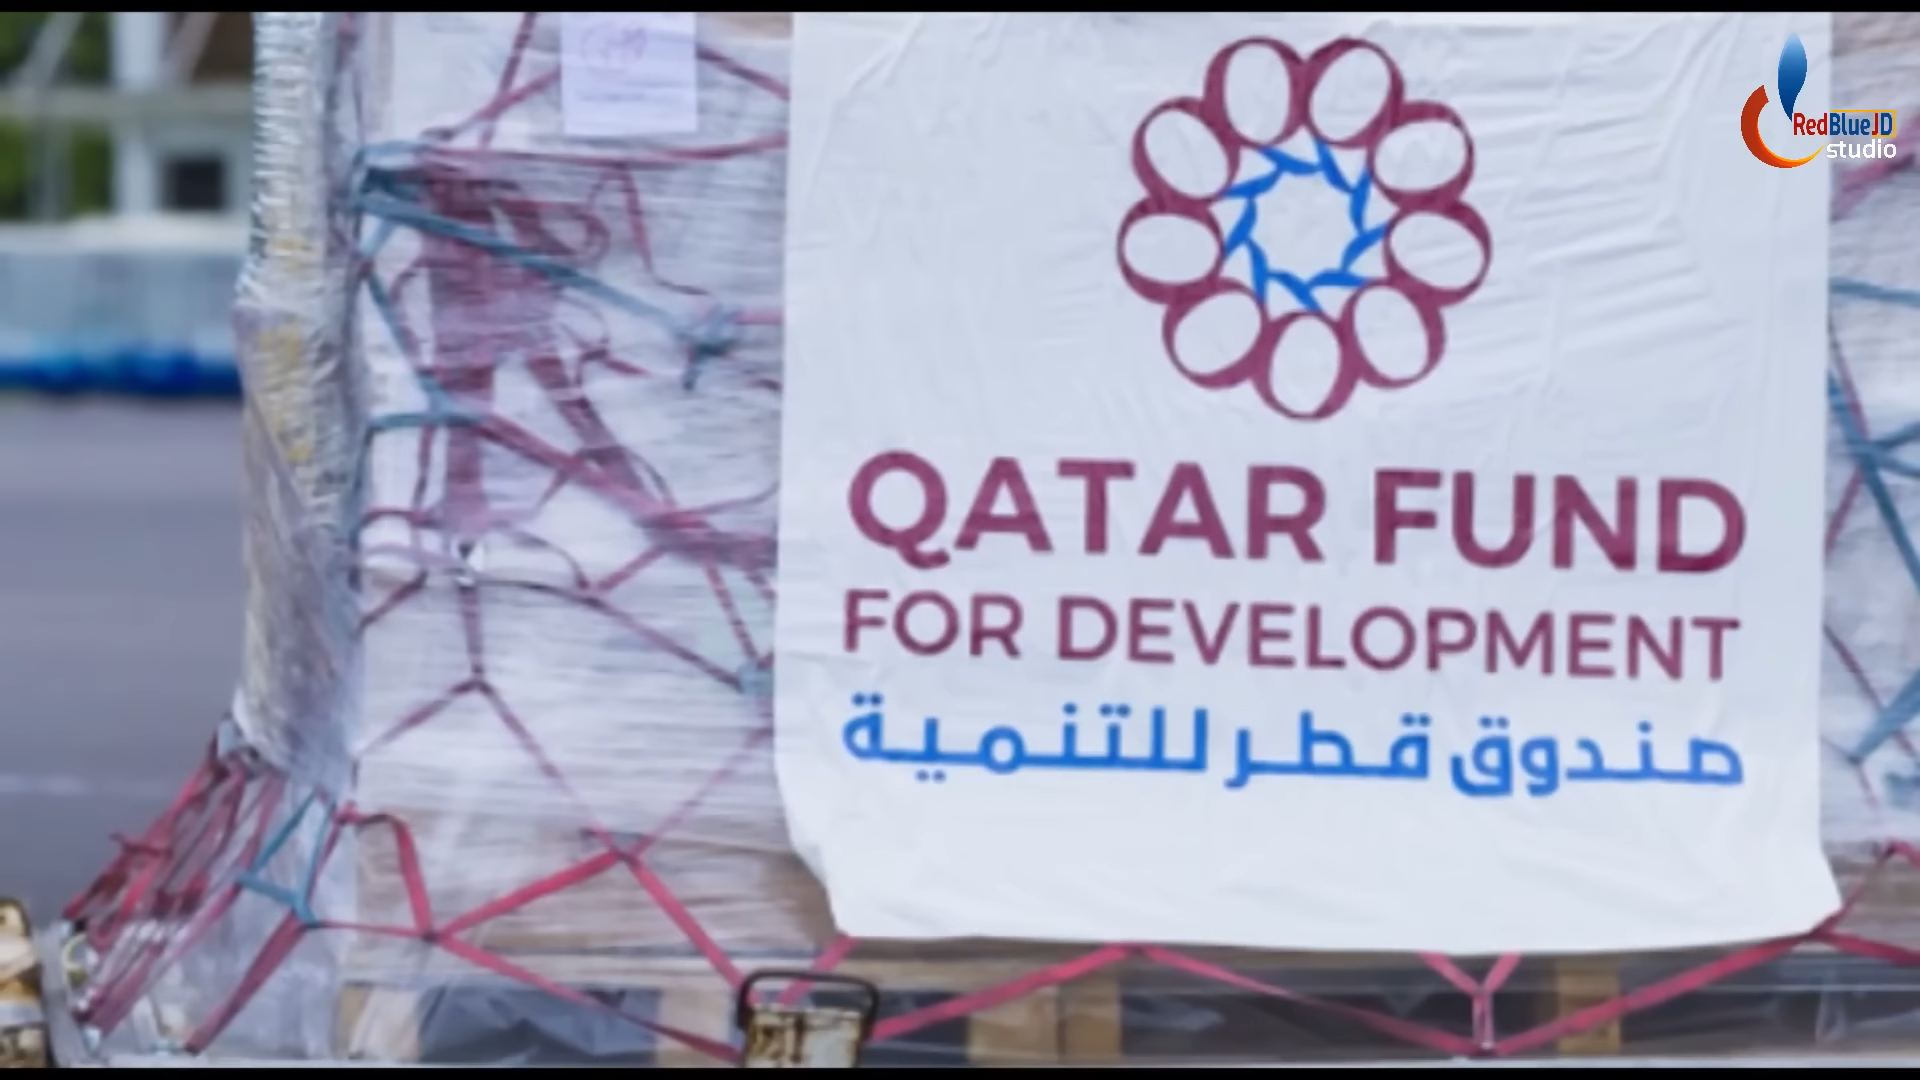 RedBlueJD
studio
QATAR FUND
FOR DEVELOPMENT
صندوق قطر للتنمية